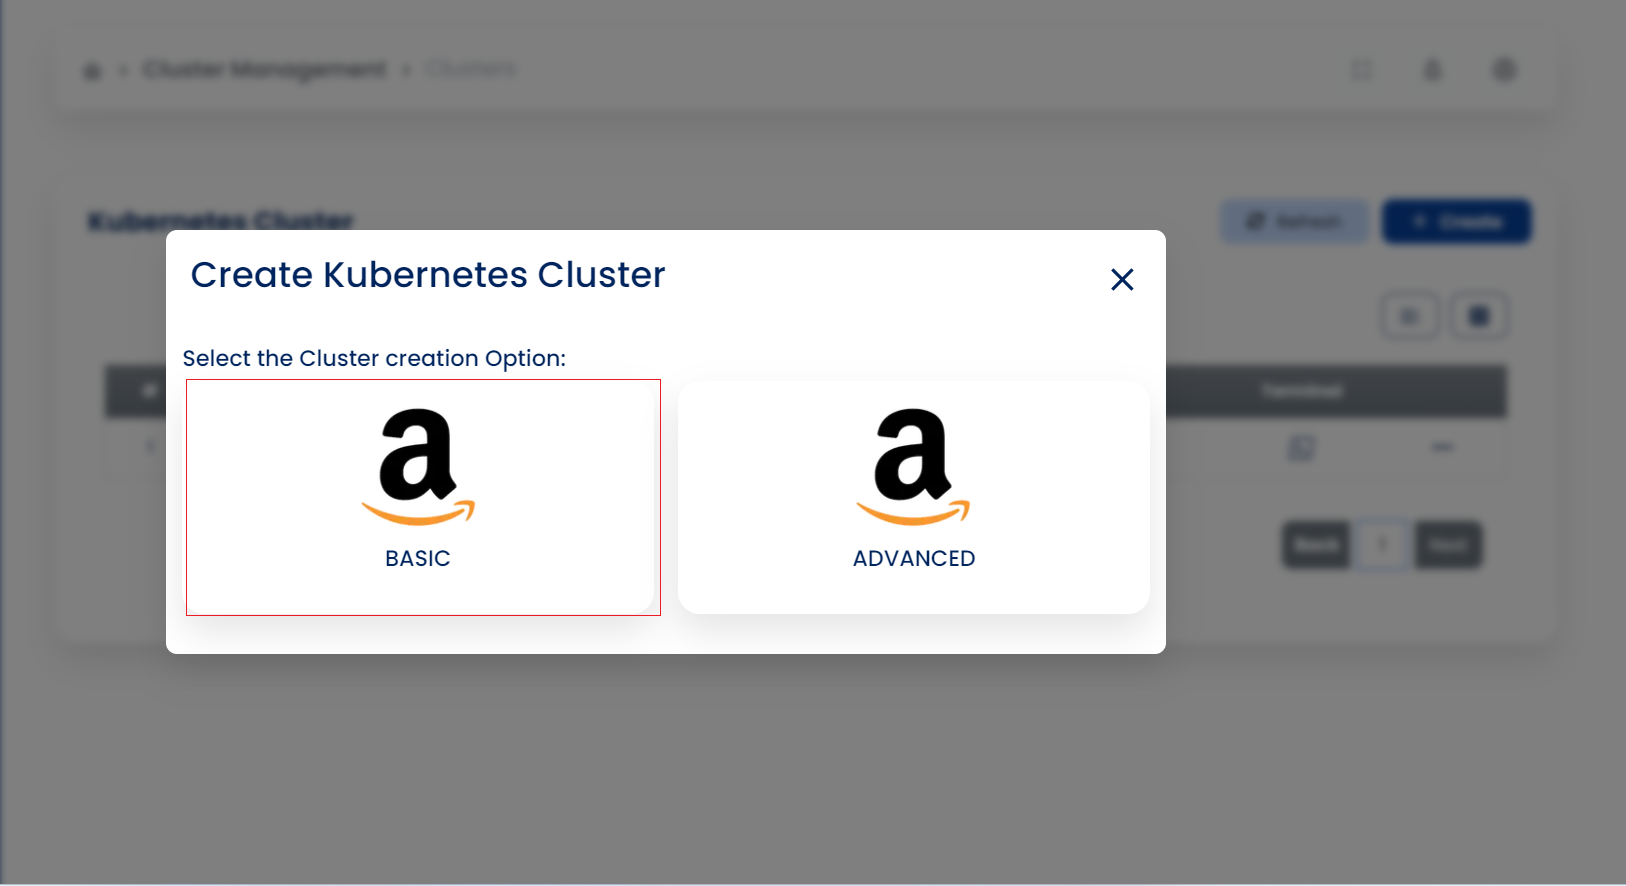 Cluster Management
Clusters
Kubernetes Cluster
Refresh
+ Create
Create Kubernetes Cluster
Select the Cluster creation Option:
#
Terminal
a
BASIC
a
ADVANCED
1
Back
1
Next